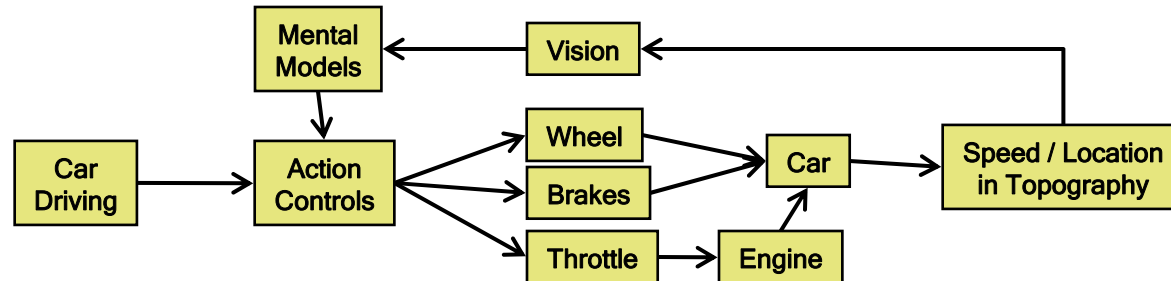 Mental
Models
Vision
Wheel
Car
Driving
Action
Controls
Brakes
Car
Speed / Location
in Topography
Throttle
Engine